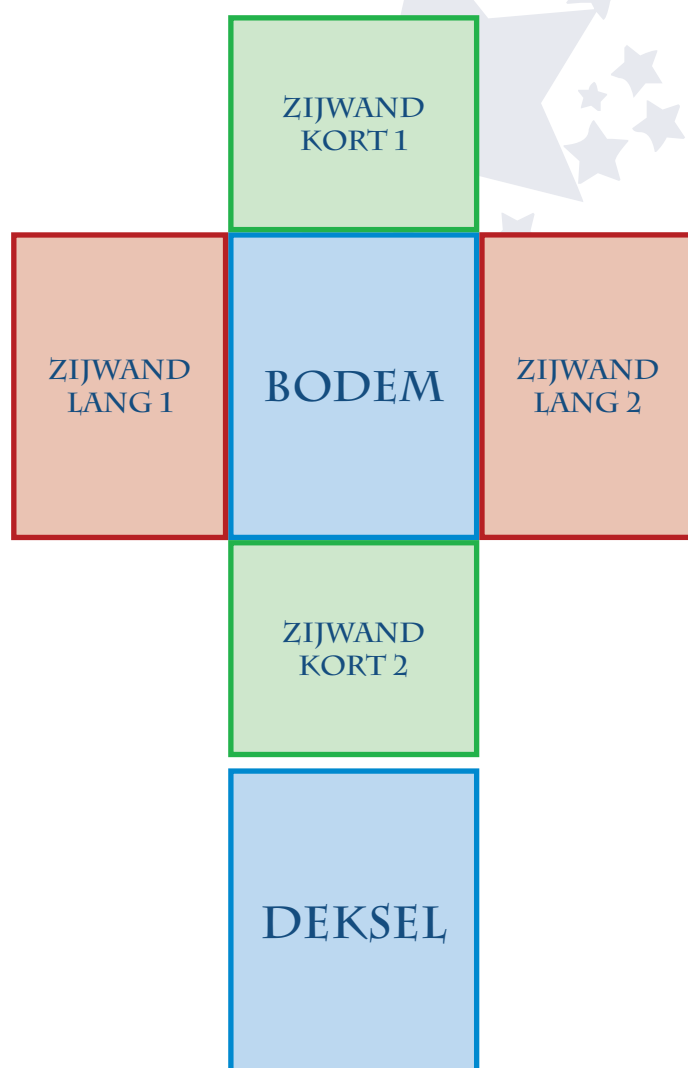 ZIJWAND
KORT 1
ZIJWAND
LANG 1
BODEM
ZIJWAND
LANG 2
ZIJWAND
KORT 2
DEKSEL